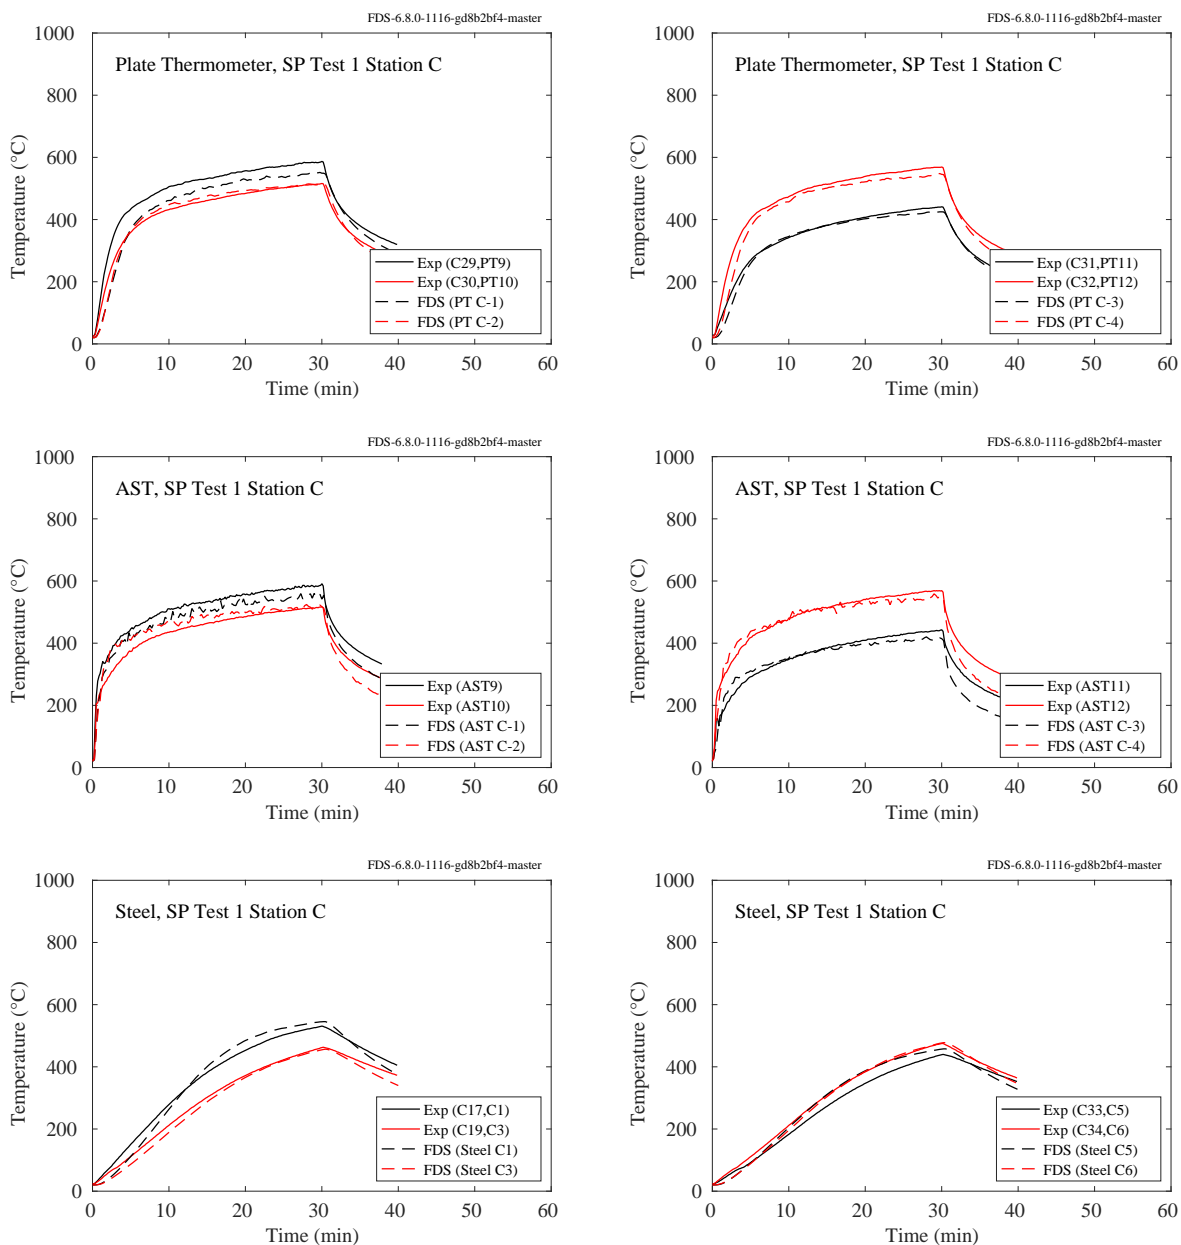 FDS-6.8.0-1116-gd8b2bf4-master
Plate Thermometer, SP Test 1 Station C
Temperature (°C)
1000
800
600
400
200
0
0 10 20 30 40 50 60
Time (min)
Exp (C29,PT9)
Exp (C30,PT10)
FDS (PT C-1)
FDS (PT C-2)
FDS-6.8.0-1116-gd8b2bf4-master
Plate Thermometer, SP Test 1 Station C
Temperature (°C)
1000
800
600
400
200
0
0 10 20 30 40 50 60
Time (min)
Exp (C31,PT11)
Exp (C32,PT12)
FDS (PT C-3)
FDS (PT C-4)
FDS-6.8.0-1116-gd8b2bf4-master
AST, SP Test 1 Station C
Temperature (°C)
1000
800
600
400
200
0
0 10 20 30 40 50 60
Time (min)
Exp (AST9)
Exp (AST10)
FDS (AST C-1)
FDS (AST C-2)
FDS-6.8.0-1116-gd8b2bf4-master
AST, SP Test 1 Station C
Temperature (°C)
1000
800
600
400
200
0
0 10 20 30 40 50 60
Time (min)
Exp (AST11)
Exp (AST12)
FDS (AST C-3)
FDS (AST C-4)
FDS-6.8.0-1116-gd8b2bf4-master
Steel, SP Test 1 Station C
Temperature (°C)
1000
800
600
400
200
0
0 10 20 30 40 50 60
Time (min)
Exp (C17,C1)
Exp (C19,C3)
FDS (Steel C1)
FDS (Steel C3)
FDS-6.8.0-1116-gd8b2bf4-master
Steel, SP Test 1 Station C
Temperature (°C)
1000
800
600
400
200
0
0 10 20 30 40 50 60
Time (min)
Exp (C33,C5)
Exp (C34,C6)
FDS (Steel C5)
FDS (Steel C6)